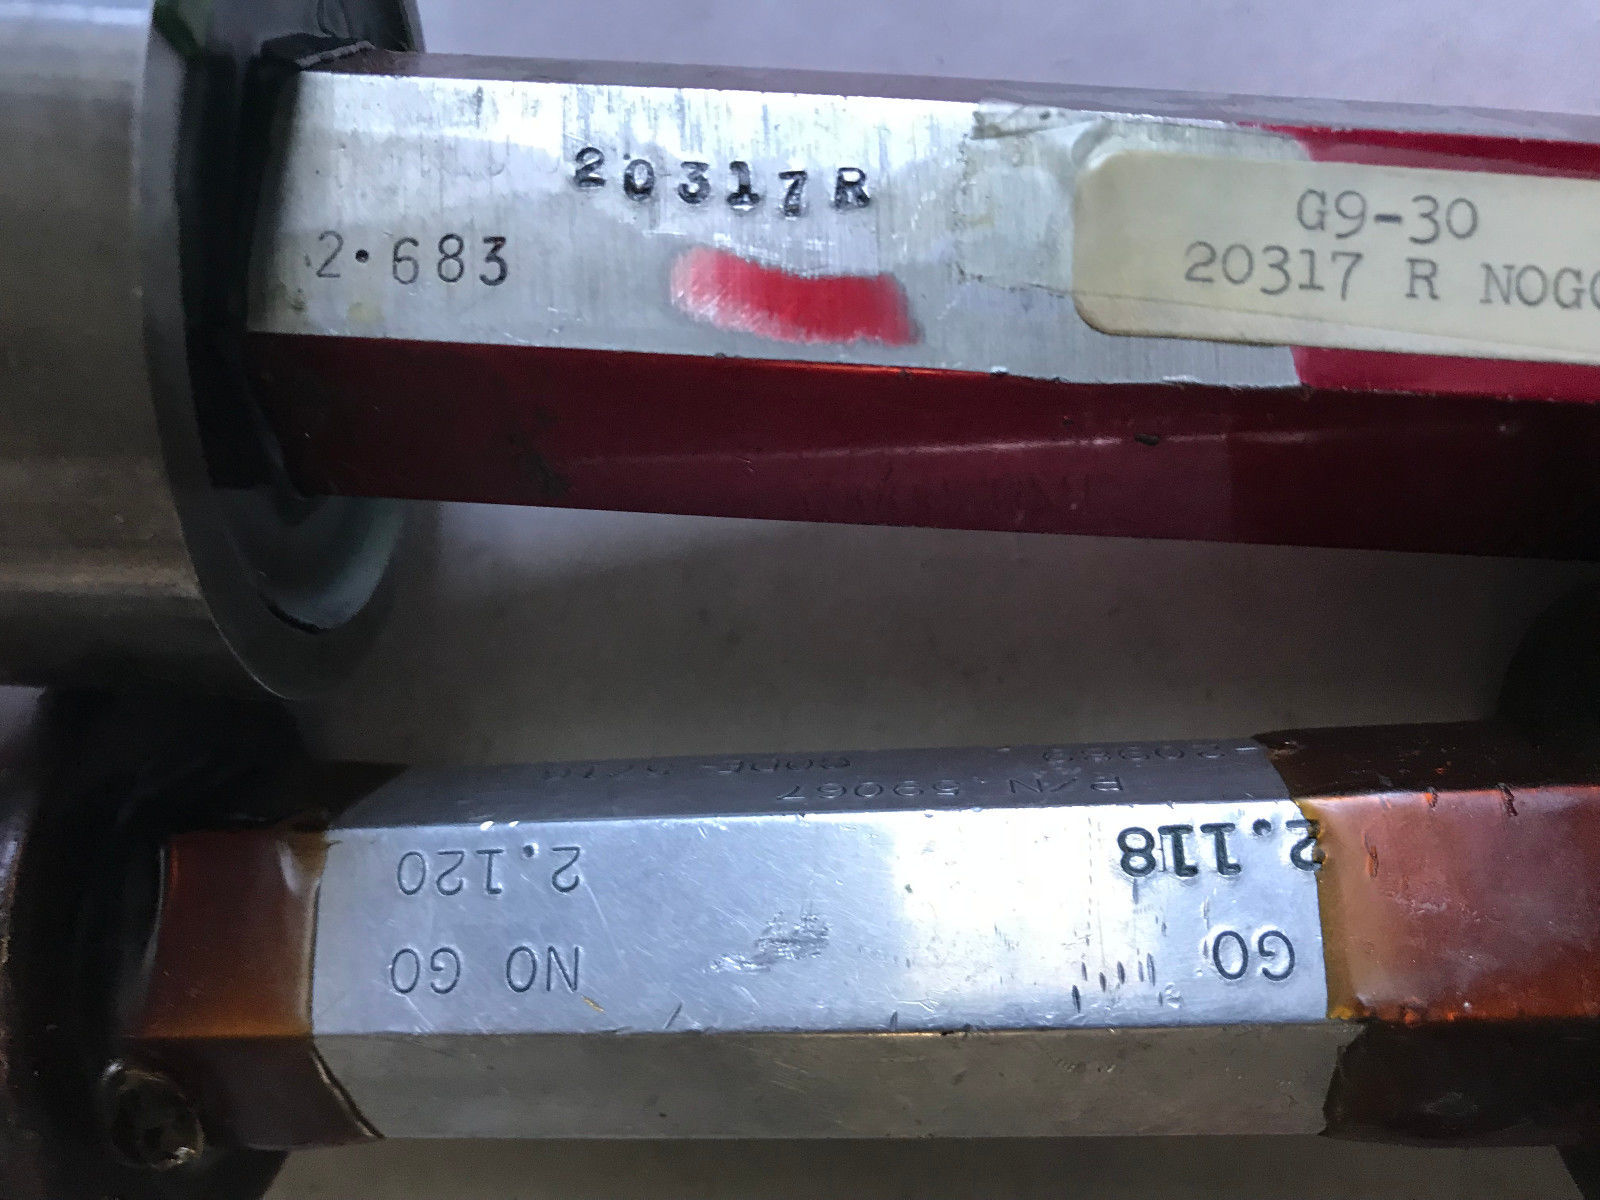 20317R
2.683
G9-30
20317 R NOGO
P/N 59067
GO
2.118
NO GO
2.120